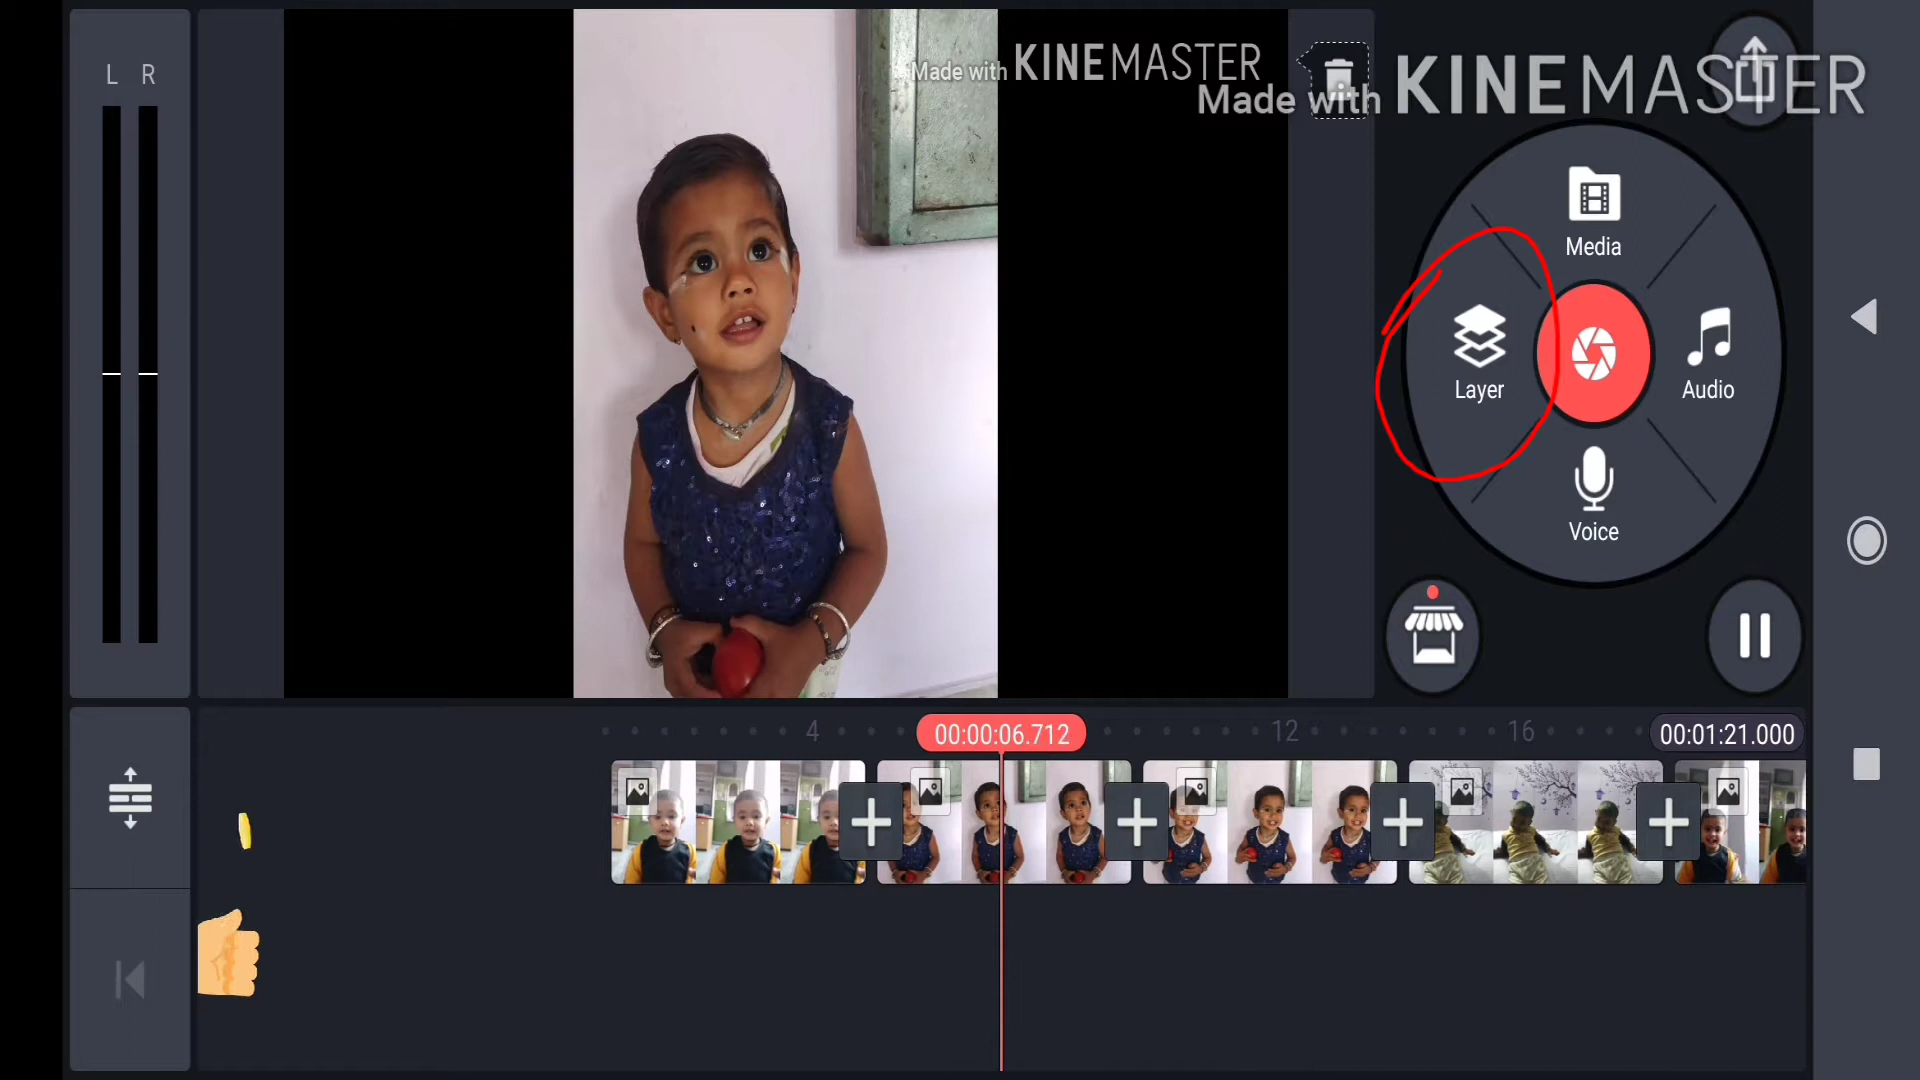 L R
Made with KINEMASTER
Made with KINEMASTER
Media
Layer
Audio
Voice
4
00:00:06.712
12
16
00:01:21.000